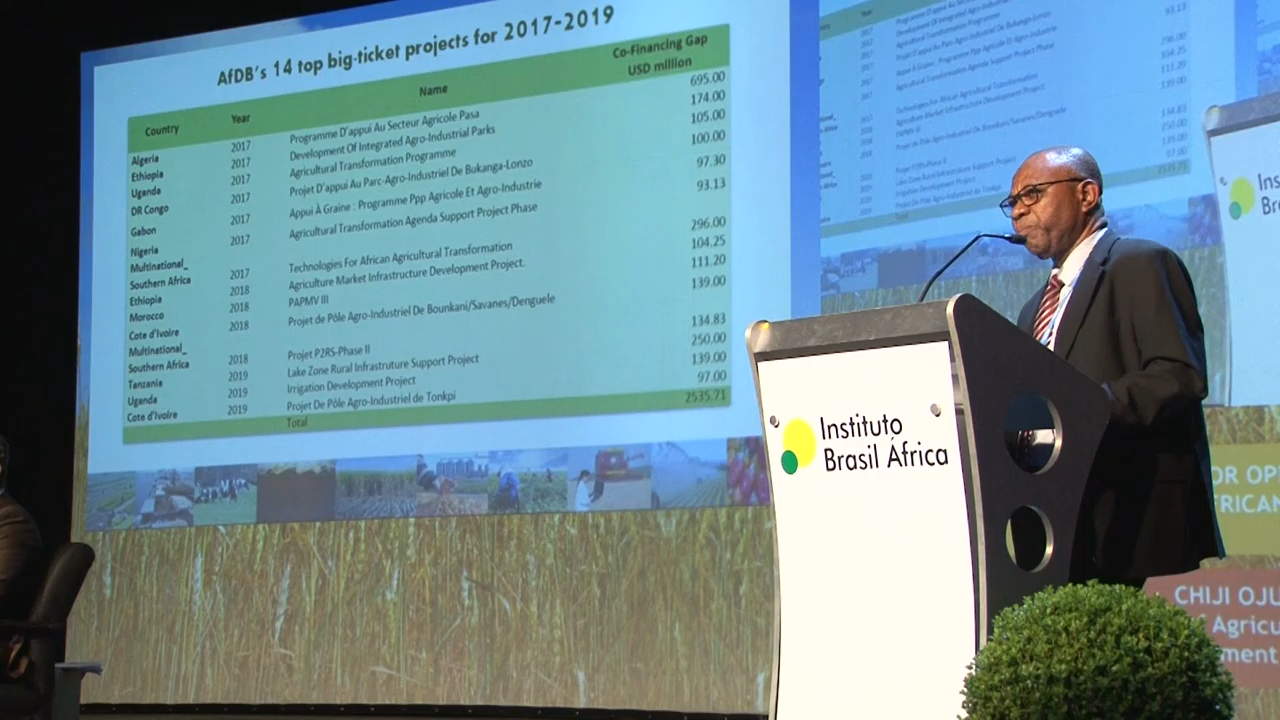 AfDB's 14 top big-ticket projects for 2017-2019
Country Year Name Co-Financing Gap
USD million
Algeria 2017 Programme D'appui Au Secteur Agricole Pasa 695.00
Ethiopia 2017 Development Of Integrated Agro-Industrial Parks 174.00
Uganda 2017 Agricultural Transformation Programme 105.00
DR Congo 2017 Projet D'appui Au Parc-Agro-Industriel De Bukanga-Lonzo 100.00
Gabon 2017 Appui À Graine : Programme Ppp Agricole Et Agro-Industrie 97.30
Nigeria 2017 Agricultural Transformation Agenda Support Project Phase 93.13
Multinational_
Southern Africa 2017 Technologies For African Agricultural Transformation 296.00
Ethiopia 2018 Agriculture Market Infrastructure Development Project. 104.25
Morocco 2018 PAPMV III 111.20
Cote d'Ivoire 2018 Projet de Pôle Agro-Industriel De Bounkani/Savanes/Denguele 139.00
Multinational_
Southern Africa 2018 Projet P2RS-Phase II 134.83
Tanzania 2019 Lake Zone Rural Infrastruture Support Project 250.00
Uganda 2019 Irrigation Development Project 139.00
Cote d'Ivoire 2019 Projet De Pôle Agro-Industriel de Tonkpi 97.00
Total 2535.71
Instituto
Brasil África
Ins
Br
OR OP
RICAN
CHIJI OJU
f Agricu
ment